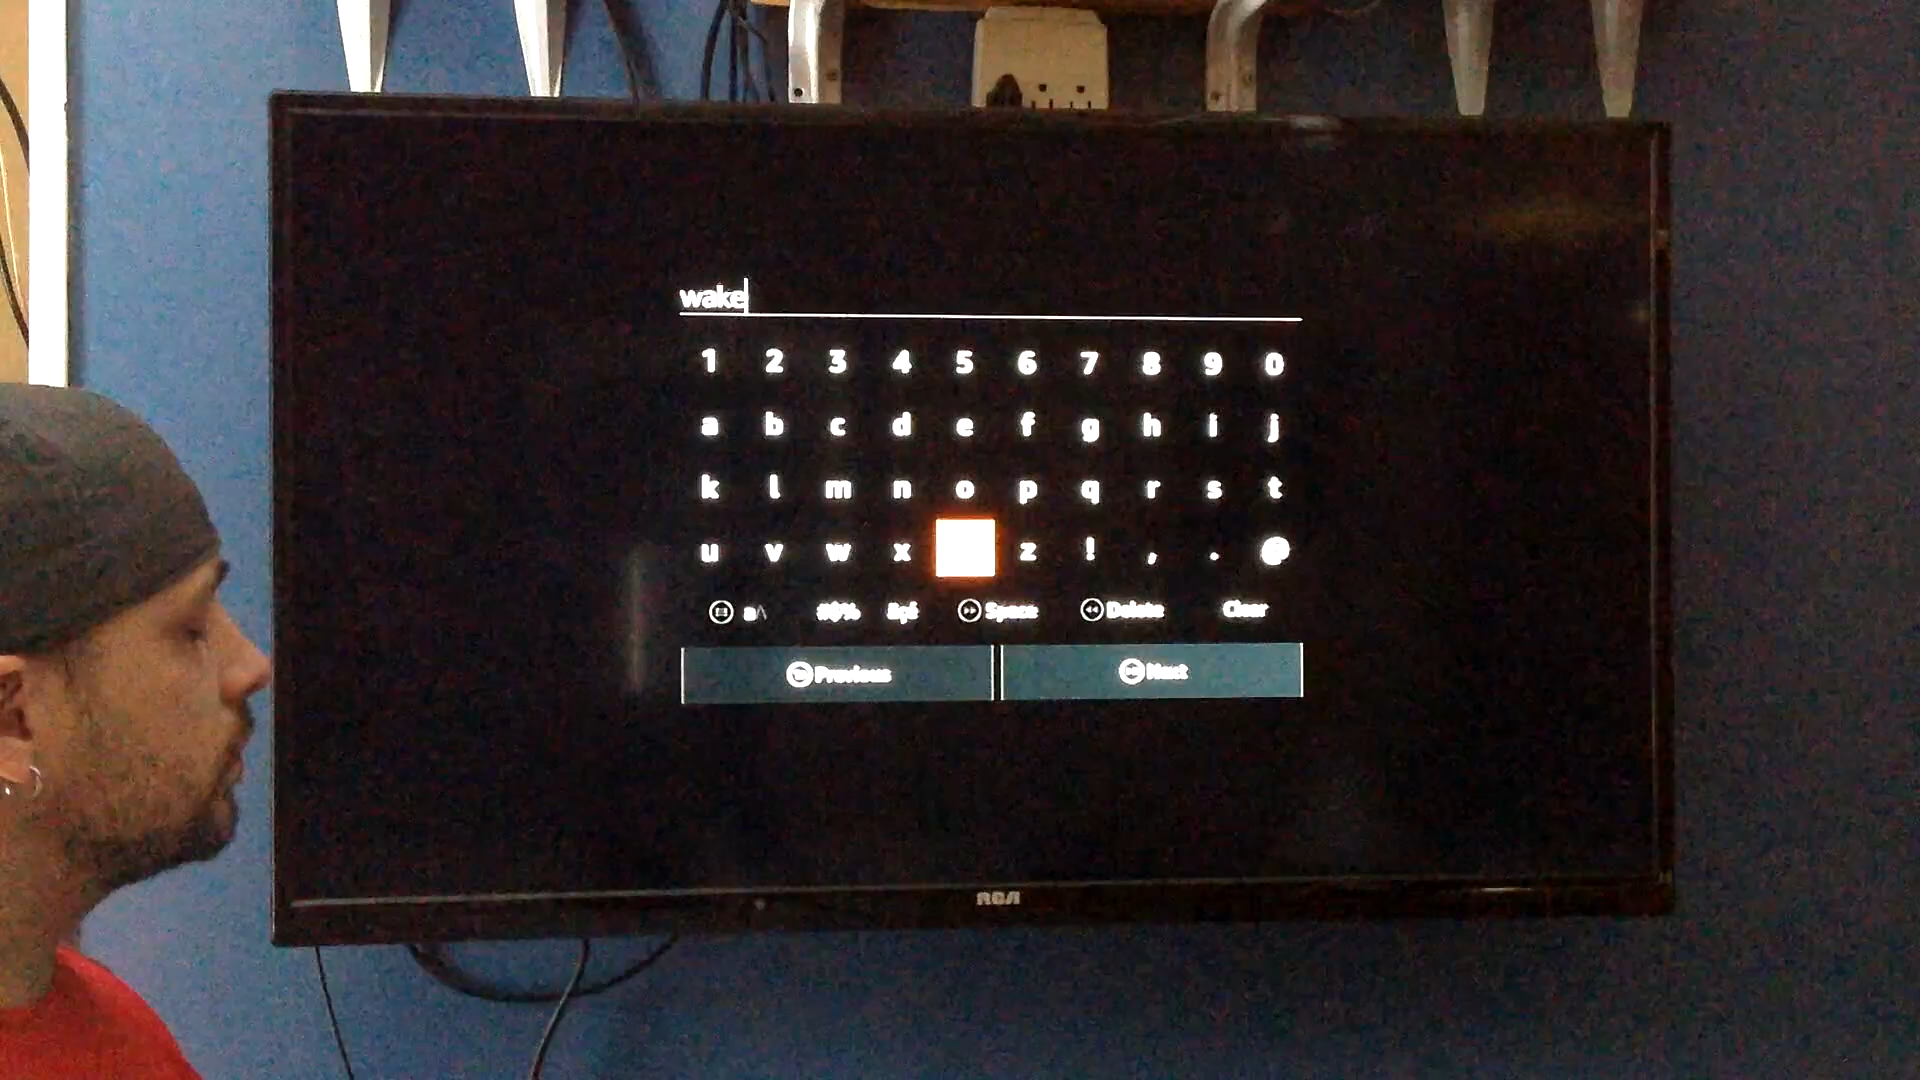 wake
1 2 3 4 5 6 7 8 9 0
a b c d e f g h i j
k l m n o p q r s t
u v w x z ! , . @
#$% Space Delete Clear
Previous Next
RCA